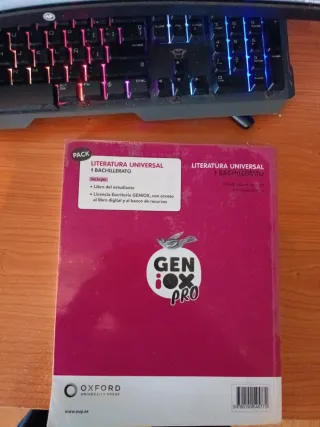 PACK
LITERATURA UNIVERSAL
1 BACHILLERATO
Incluye:
• Libro del estudiante
• Licencia Escritorio GENiOX, con acceso
al libro digital y al banco de recursos
LITERATURA UNIVERSAL
1 BACHILLERATO
GEN
iOX
PRO
OXFORD
UNIVERSITY PRESS
www.oup.es